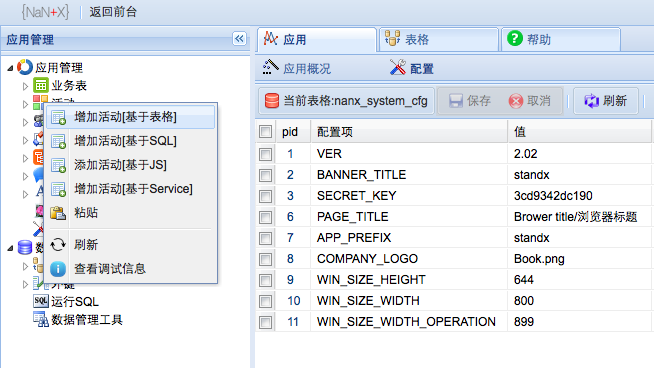 {NaN+X} 返回前台
应用管理
应用管理
业务表
活动
增加活动[基于表格]
增加活动[基于SQL]
添加活动[基于JS]
增加活动[基于Service]
粘贴
刷新
查看调试信息
运行SQL
数据管理工具
应用 表格 帮助
应用概况 配置
当前表格:nanx_system_cfg 保存 取消 刷新
pid 配置项 值
1 VER 2.02
2 BANNER_TITLE standx
3 SECRET_KEY 3cd9342dc190
6 PAGE_TITLE Brower title/浏览器标题
7 APP_PREFIX standx
8 COMPANY_LOGO Book.png
9 WIN_SIZE_HEIGHT 644
10 WIN_SIZE_WIDTH 800
11 WIN_SIZE_WIDTH_OPERATION 899